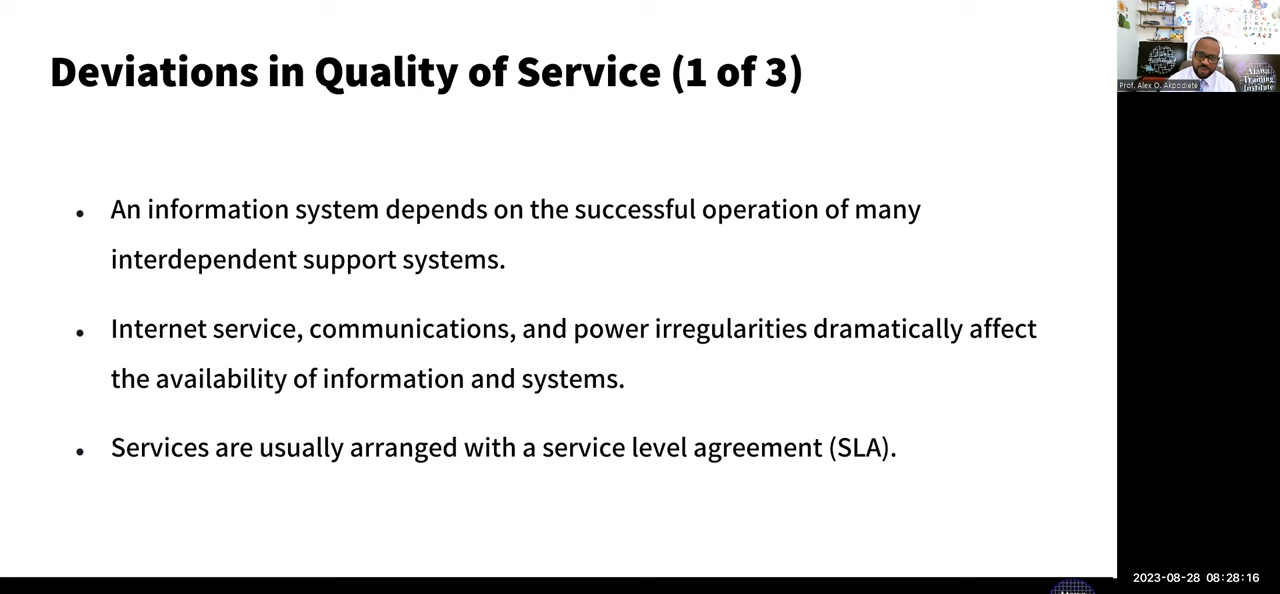 Deviations in Quality of Service (1 of 3)
• An information system depends on the successful operation of many
interdependent support systems.
• Internet service, communications, and power irregularities dramatically affect
the availability of information and systems.
• Services are usually arranged with a service level agreement (SLA).
Prof. Alex O. Akpodiete
Training
Institute
2023-08-28 08:28:16